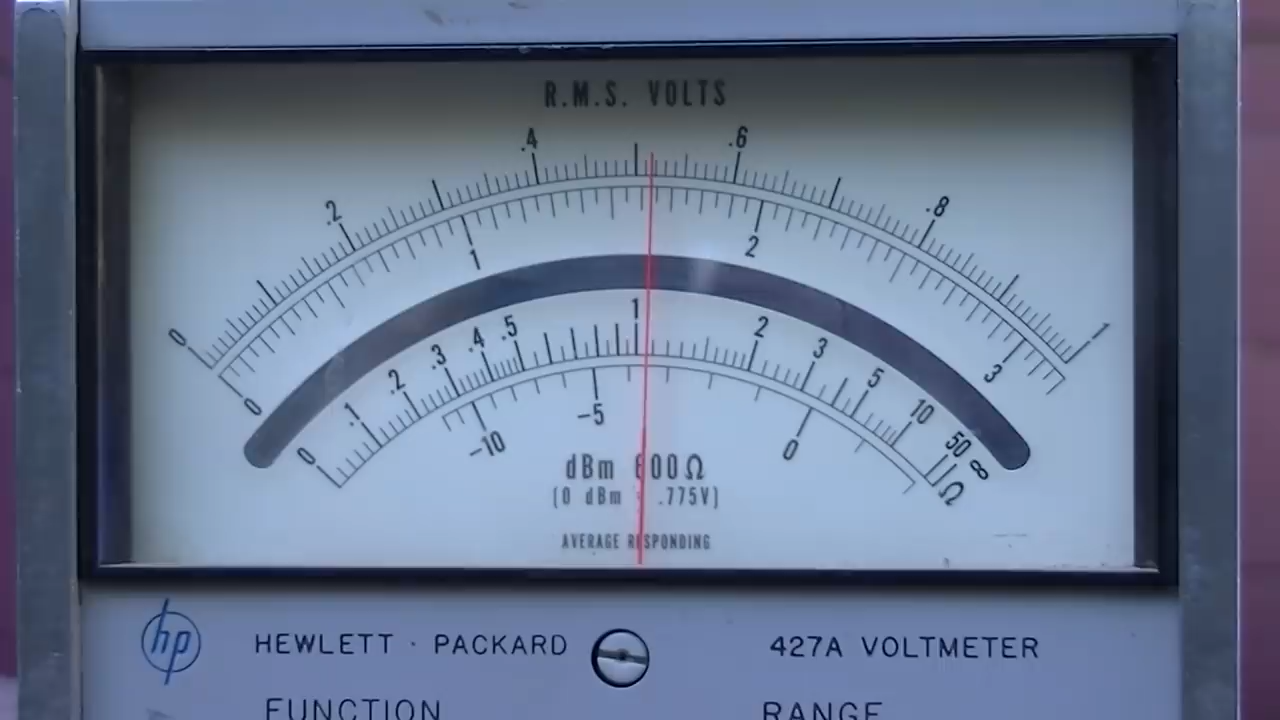 R.M.S. VOLTS
0 .2 .4 .6 .8 1
0 1 2 3
0 .1 .2 .3 .4 .5 1 2 3 5 10 50 ∞ Ω
-10 -5 0
dBm 600Ω
(0 dBm = .775V)
AVERAGE RESPONDING
hp HEWLETT · PACKARD 427A VOLTMETER
FUNCTION RANGE